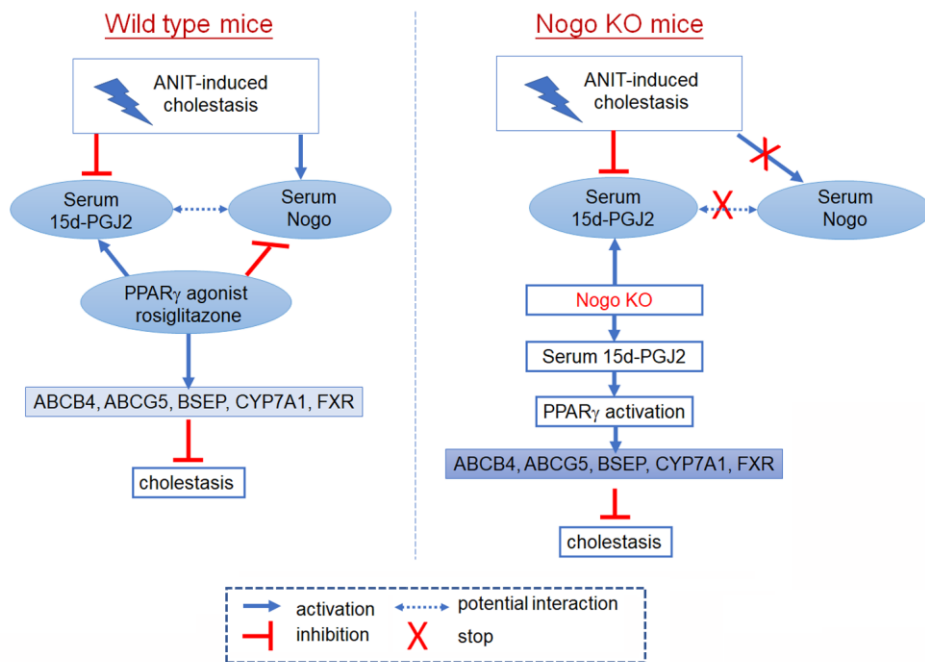 Wild type mice
ANIT-induced
cholestasis
Serum
15d-PGJ2
Serum
Nogo
PPARγ agonist
rosiglitazone
ABCB4, ABCG5, BSEP, CYP7A1, FXR
cholestasis
Nogo KO mice
ANIT-induced
cholestasis
Serum
15d-PGJ2
Serum
Nogo
Nogo KO
Serum 15d-PGJ2
PPARγ activation
ABCB4, ABCG5, BSEP, CYP7A1, FXR
cholestasis
activation
potential interaction
inhibition
stop